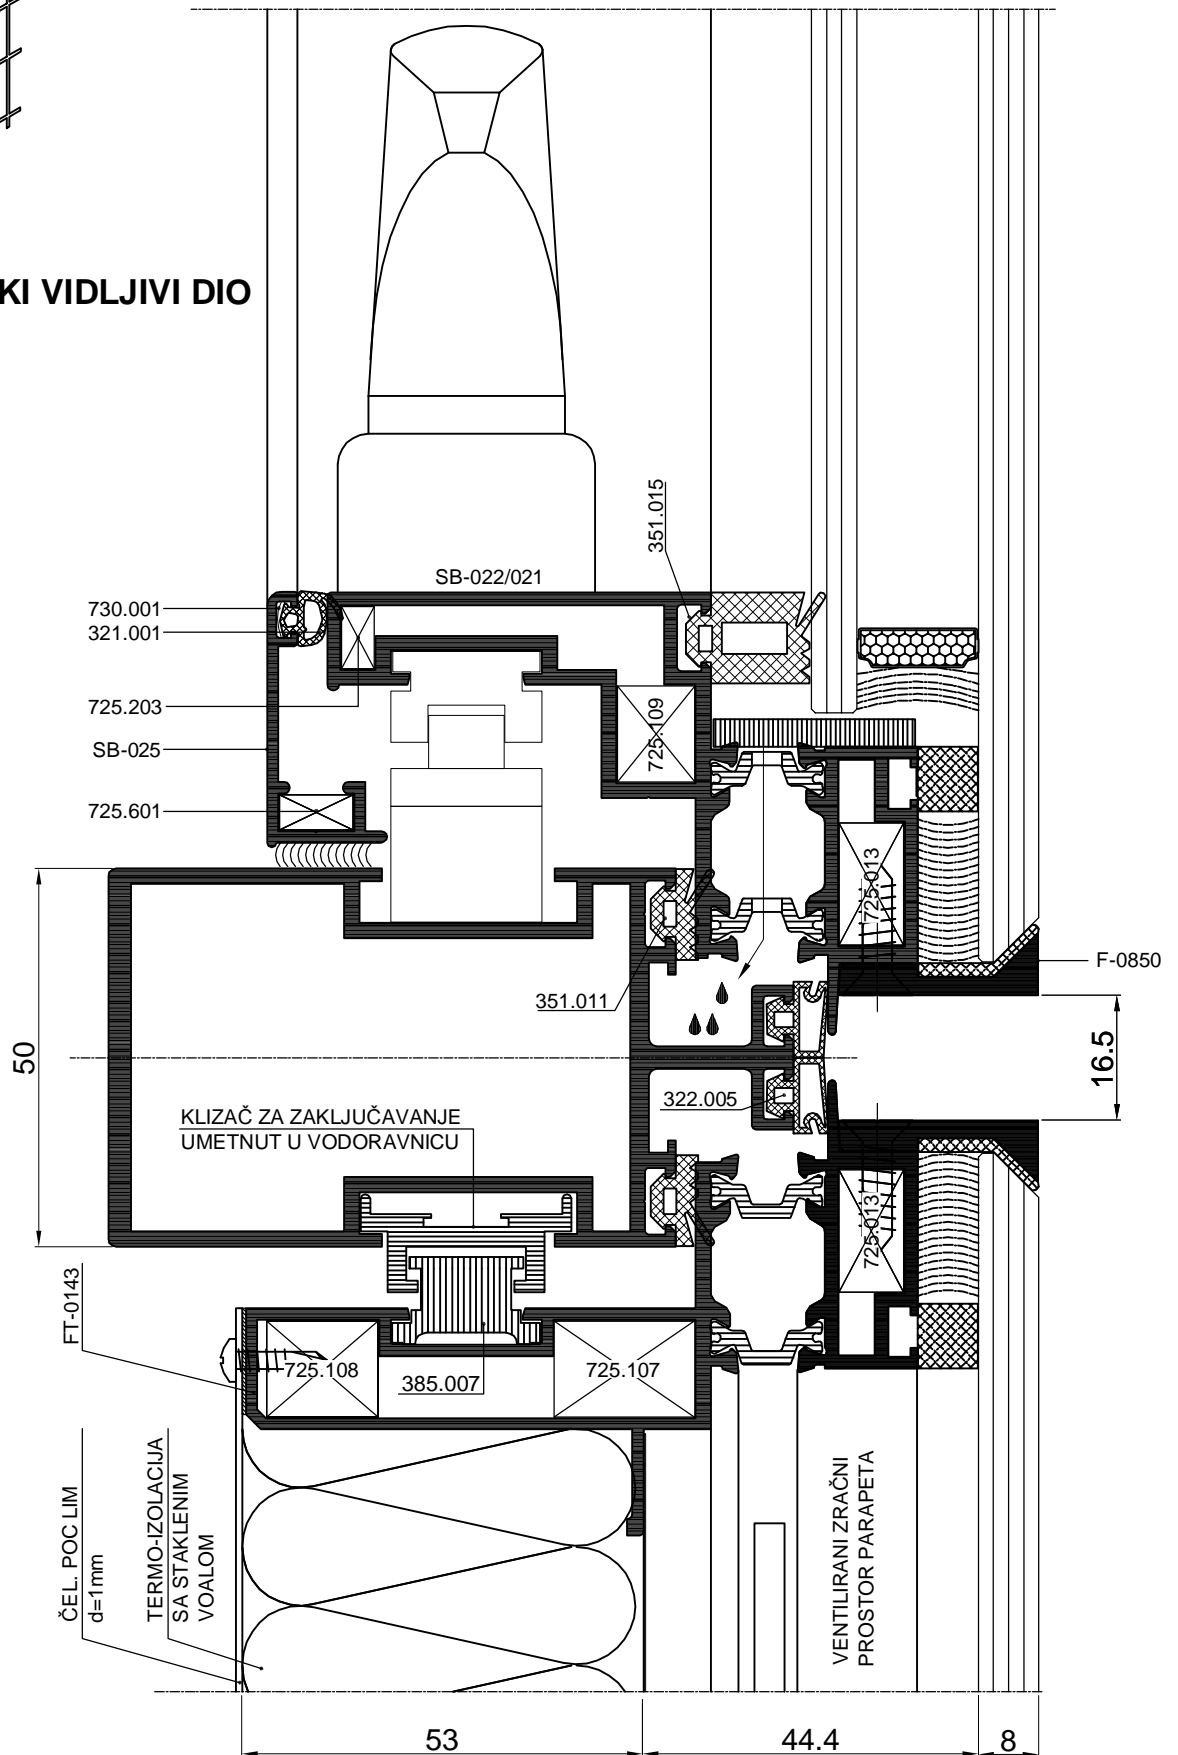 KI VIDLJIVI DIO
351.015
SB-022/021
730.001
321.001
725.203
725.109
SB-025
725.601
725.013
F-0850
351.011
50
16.5
322.005
KLIZAČ ZA ZAKLJUČAVANJE
UMETNUT U VODORAVNICU
725.013
FT-0143
725.108
385.007
725.107
ČEL. POC LIM
d=1mm
TERMO-IZOLACIJA
SA STAKLENIM
VOALOM
VENTILIRANI ZRAČNI
PROSTOR PARAPETA
53
44.4
8